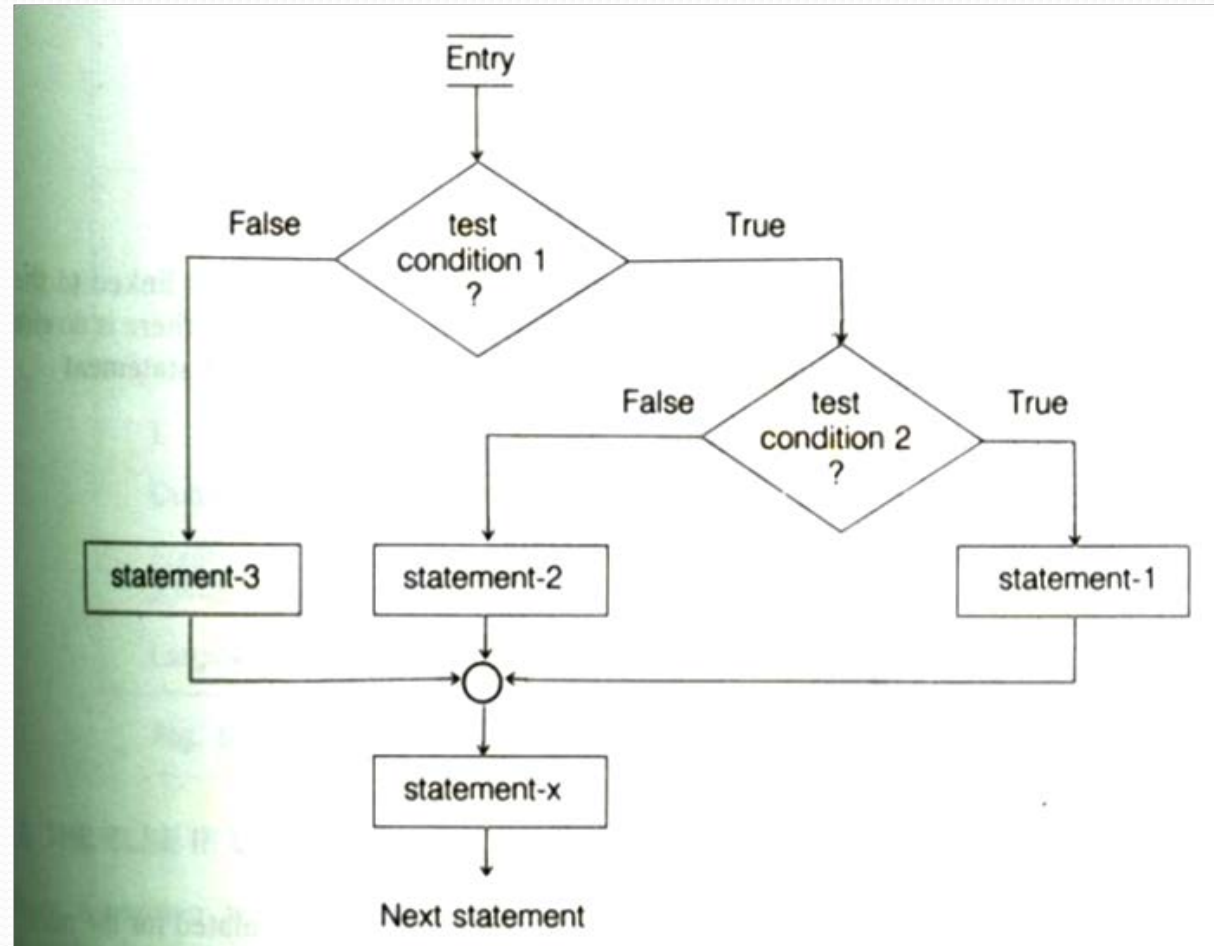 Entry
False
test
condition 1
?
True
False
test
condition 2
?
True
statement-3
statement-2
statement-1
statement-x
Next statement